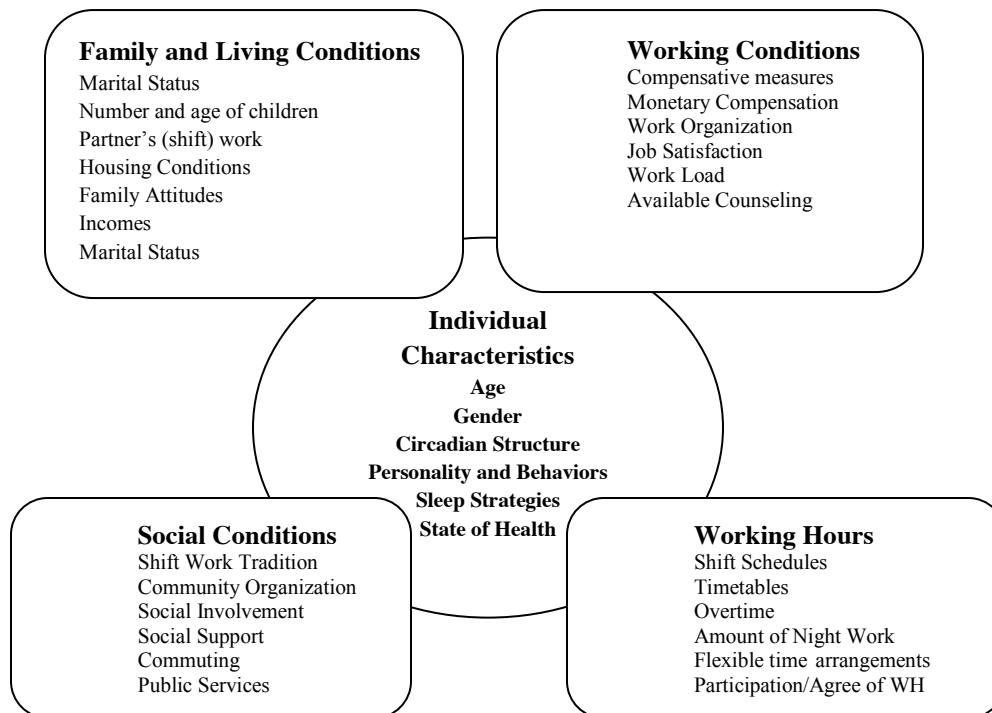 Family and Living Conditions
Marital Status
Number and age of children
Partner's (shift) work
Housing Conditions
Family Attitudes
Incomes
Marital Status
Working Conditions
Compensative measures
Monetary Compensation
Work Organization
Job Satisfaction
Work Load
Available Counseling
Individual
Characteristics
Age
Gender
Circadian Structure
Personality and Behaviors
Sleep Strategies
State of Health
Social Conditions
Shift Work Tradition
Community Organization
Social Involvement
Social Support
Commuting
Public Services
Working Hours
Shift Schedules
Timetables
Overtime
Amount of Night Work
Flexible time arrangements
Participation/Agree of WH